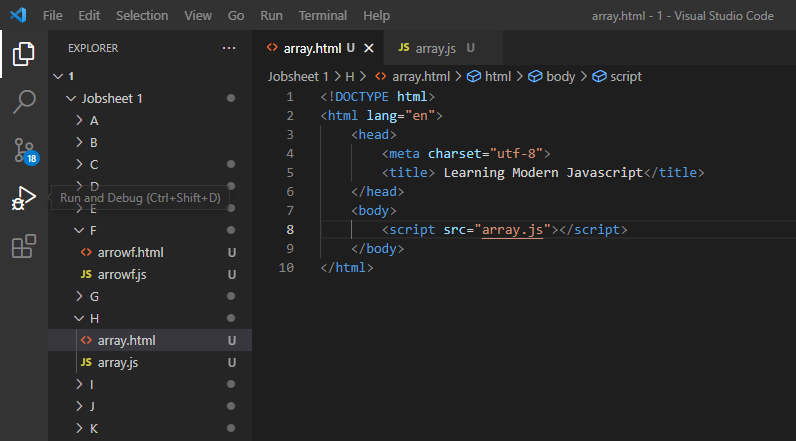 File Edit Selection View Go Run Terminal Help array.html - 1 - Visual Studio Code
EXPLORER ···
array.html U
JS array.js
1
Jobsheet 1 > H > array.html > html > body > script
Jobsheet 1
A
B
C
D
Run and Debug (Ctrl+Shift+D)
E
F
arrowf.html U
JS arrowf.js U
G
H
array.html U
JS array.js U
I
J
K
18
1 <!DOCTYPE html>
2 <html lang="en">
3 <head>
4 <meta charset="utf-8">
5 <title> Learning Modern Javascript</title>
6 </head>
7 <body>
8 <script src="array.js"></script>
9 </body>
10 </html>